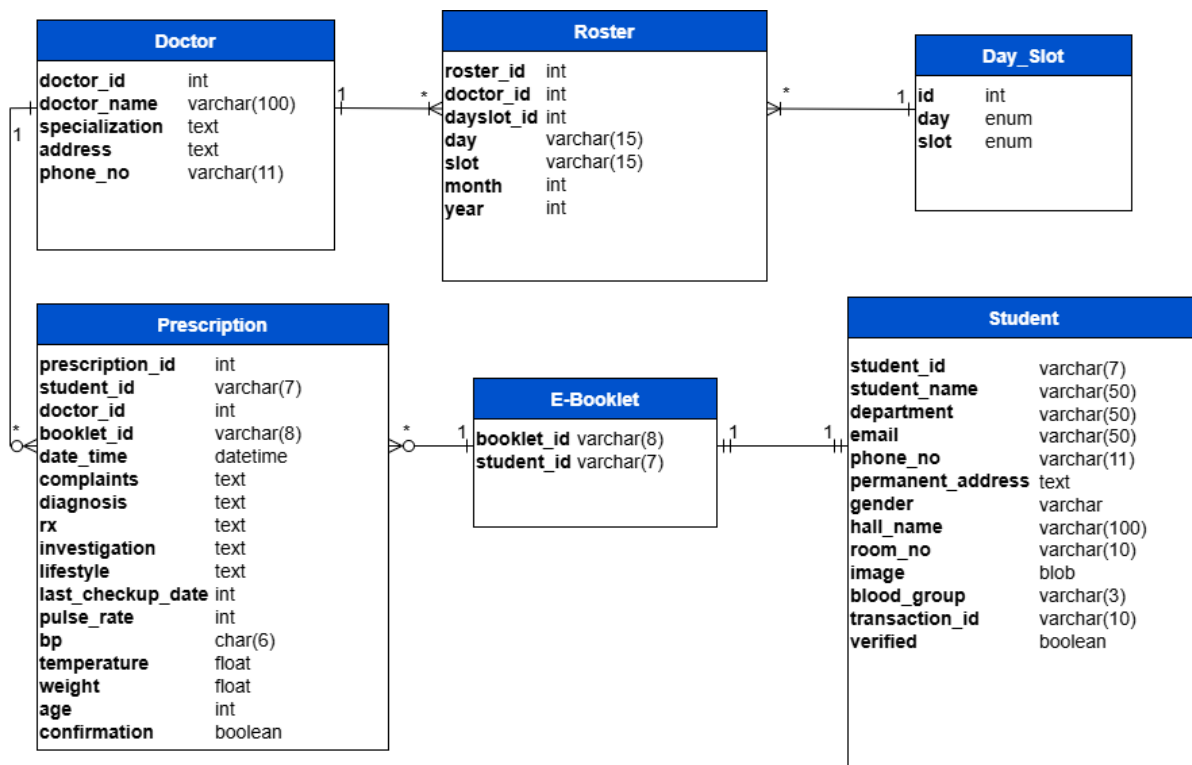 Doctor
doctor_id int
doctor_name varchar(100)
specialization text
address text
phone_no varchar(11)
1
*
1
Roster
roster_id int
doctor_id int
dayslot_id int
day varchar(15)
slot varchar(15)
month int
year int
*
1
Day_Slot
id int
day enum
slot enum
Prescription
prescription_id int
student_id varchar(7)
doctor_id int
booklet_id varchar(8)
date_time datetime
complaints text
diagnosis text
rx text
investigation text
lifestyle text
last_checkup_date int
pulse_rate int
bp char(6)
temperature float
weight float
age int
confirmation boolean
*
*
1
E-Booklet
booklet_id varchar(8)
student_id varchar(7)
1
1
Student
student_id varchar(7)
student_name varchar(50)
department varchar(50)
email varchar(50)
phone_no varchar(11)
permanent_address text
gender varchar
hall_name varchar(100)
room_no varchar(10)
image blob
blood_group varchar(3)
transaction_id varchar(10)
verified boolean